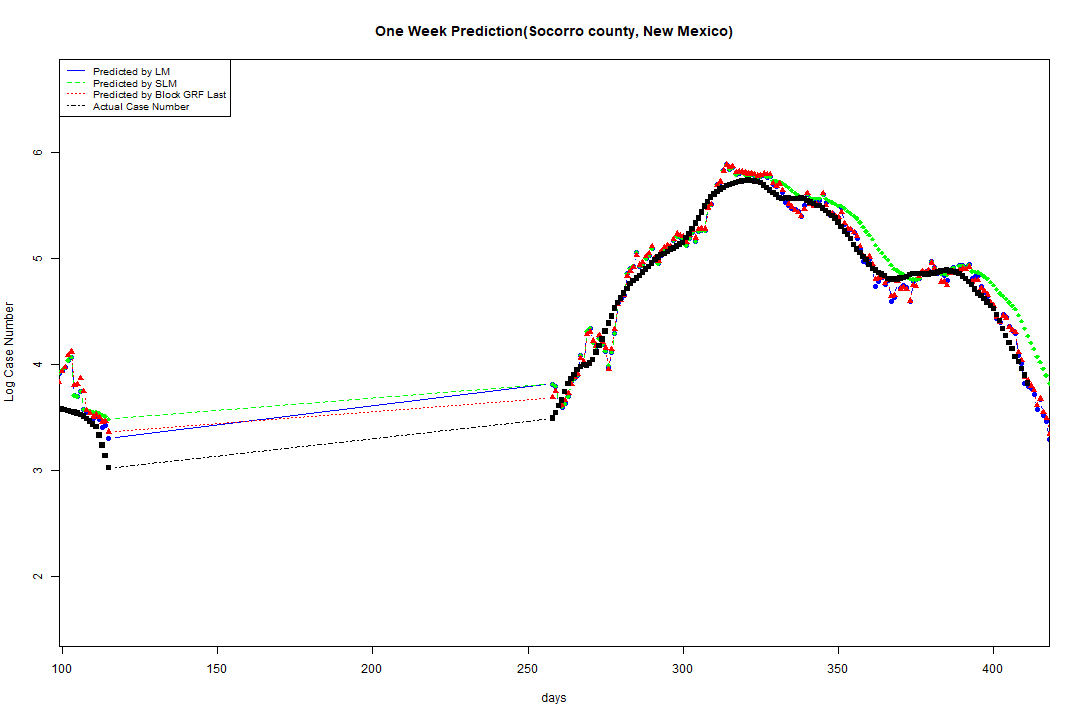 One Week Prediction(Socorro county, New Mexico)
Predicted by LM
Predicted by SLM
Predicted by Block GRF Last
Actual Case Number
Log Case Number
6
5
4
3
2
100 150 200 250 300 350 400
days